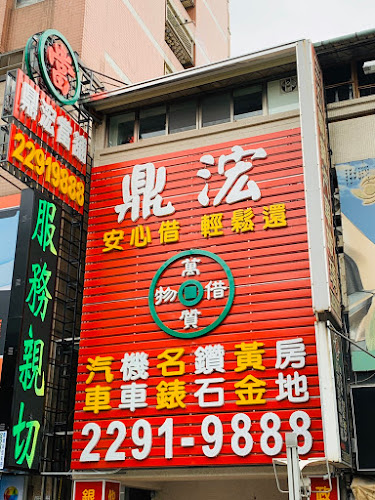 當
鼎浤當舖
22919888
服務親切
鼎浤
安心借 輕鬆還
萬物借質
汽機名鑽黃房
車車錶石金地
2291-9888
銀